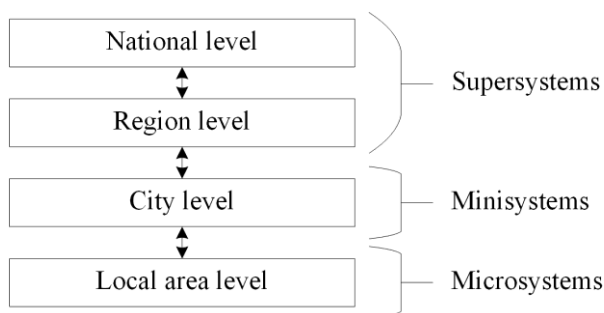 National level
Supersystems
Region level
City level
Minisystems
Local area level
Microsystems